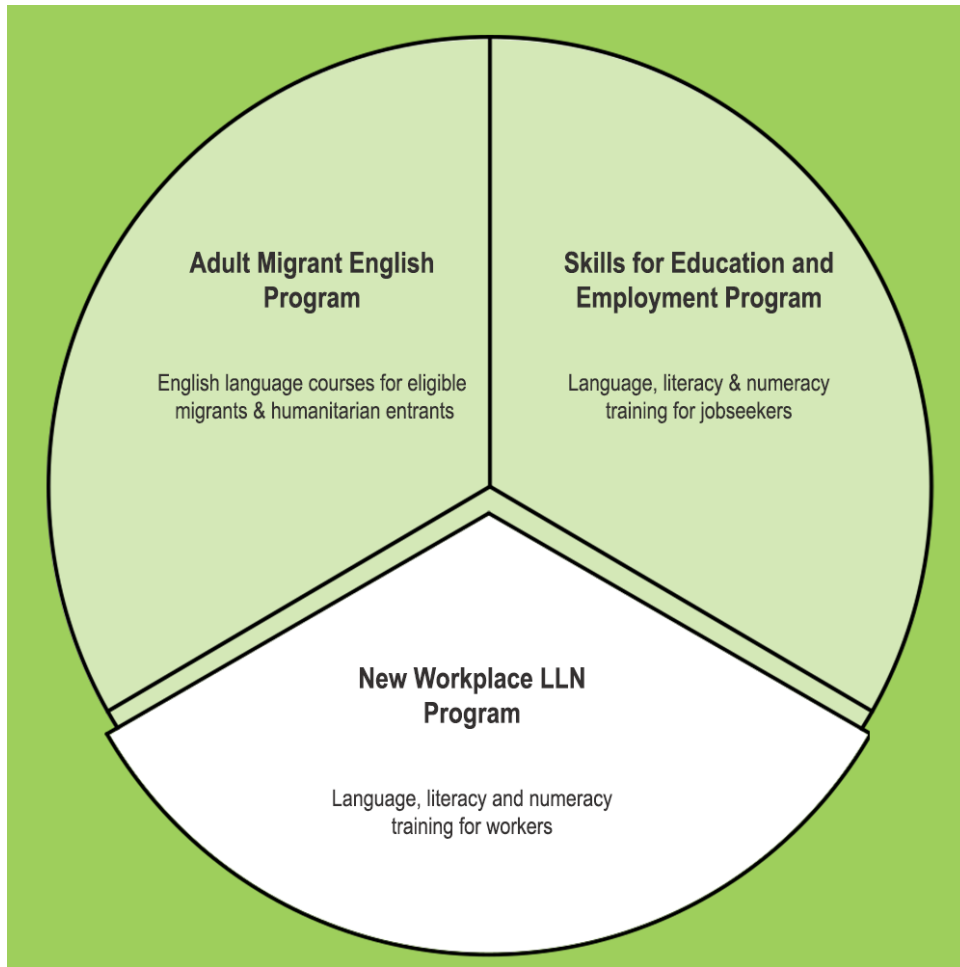 Adult Migrant English
Program
English language courses for eligible
migrants & humanitarian entrants
Skills for Education and
Employment Program
Language, literacy & numeracy
training for jobseekers
New Workplace LLN
Program
Language, literacy and numeracy
training for workers